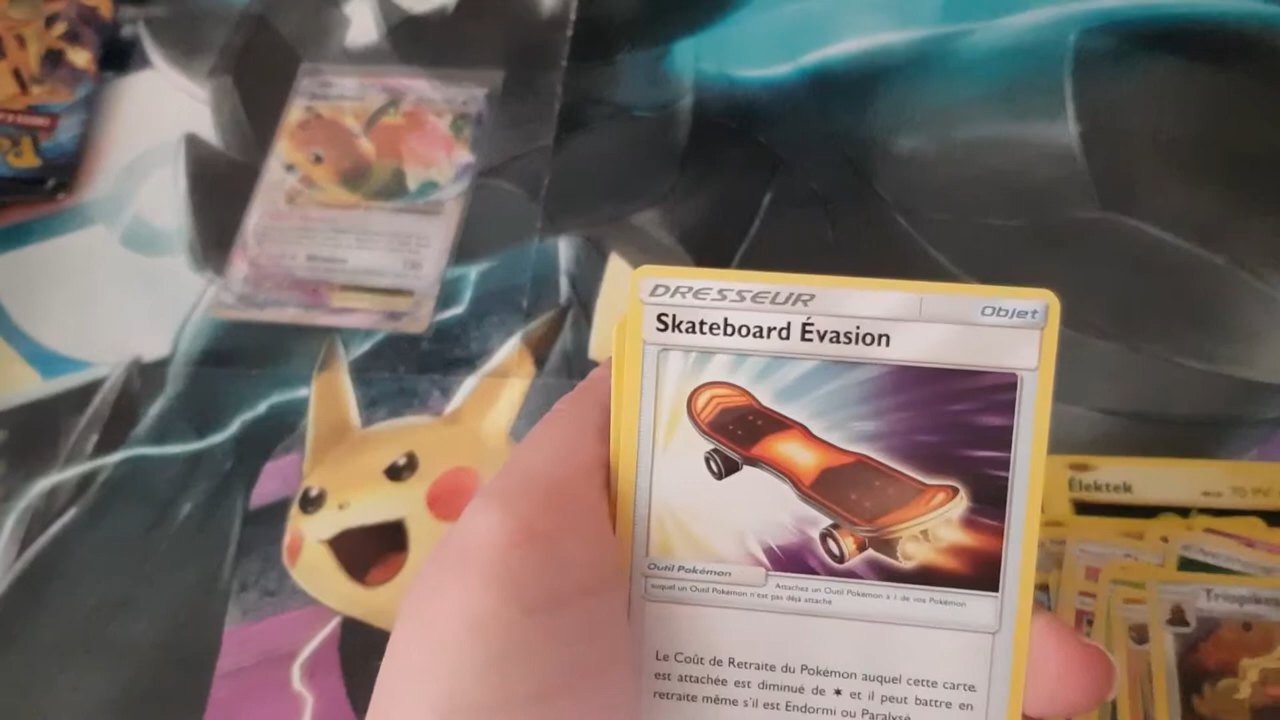 DRESSEUR
Objet
Skateboard Évasion
Outil Pokémon
Attachez un Outil Pokémon à 1 de vos Pokémon
auquel un Outil Pokémon n'est pas déjà attaché.
Le Coût de Retraite du Pokémon auquel cette carte
est attachée est diminué de ✶ et il peut battre en
retraite même s'il est Endormi ou Paralysé.
Élektek
70 PV